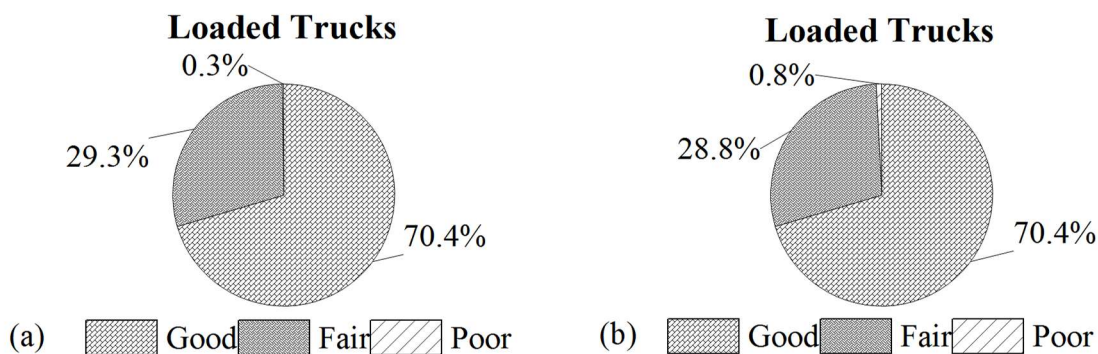 Loaded Trucks
0.3%
29.3%
70.4%
(a) Good Fair Poor
Loaded Trucks
0.8%
28.8%
70.4%
(b) Good Fair Poor